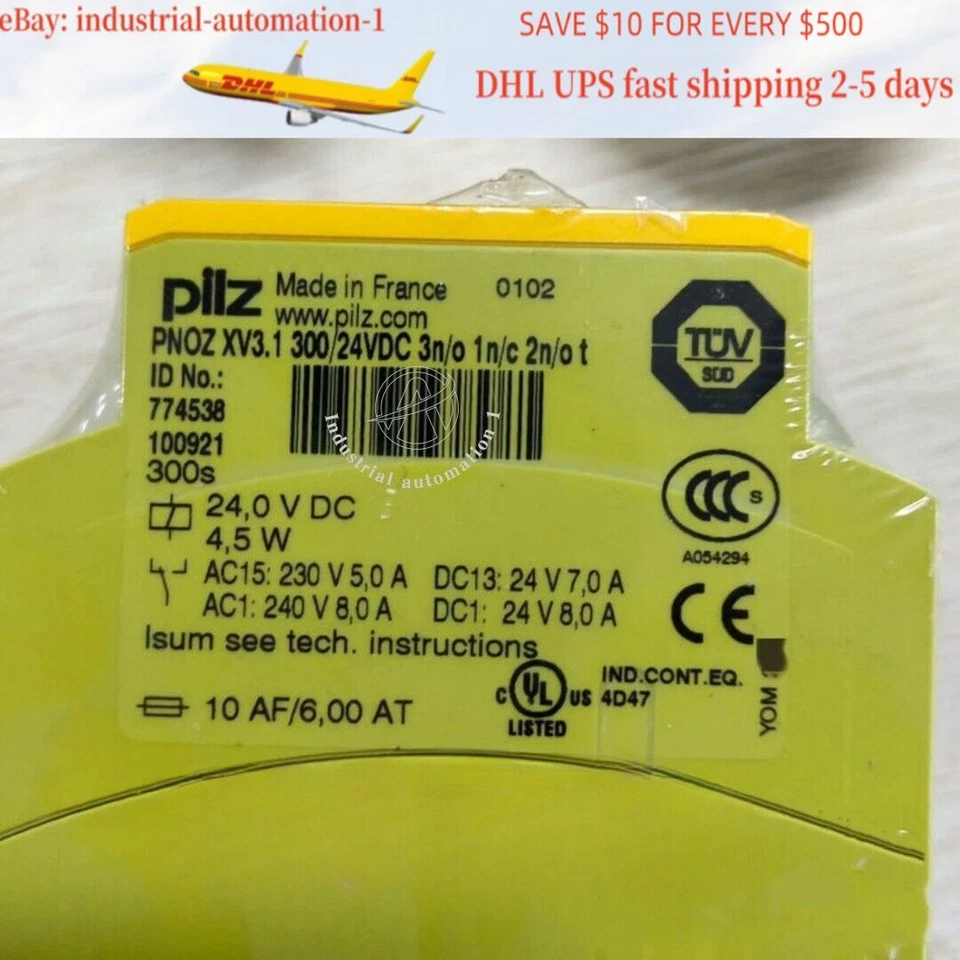 eBay: industrial-automation-1
SAVE $10 FOR EVERY $500
DHL
DHL UPS fast shipping 2-5 days
pilz Made in France 0102
www.pilz.com
PNOZ XV3.1 300/24VDC 3n/o 1n/c 2n/o t
ID No.:
774538
100921
300s
Industrial automation 1
TÜV
SÜD
24,0 V DC
4,5 W
CCC S
A054294
AC15: 230 V 5,0 A DC13: 24 V 7,0 A
AC1: 240 V 8,0 A DC1: 24 V 8,0 A
CE
Isum see tech. instructions
C UL US
LISTED
IND.CONT.EQ.
4D47
10 AF/6,00 AT
YOM